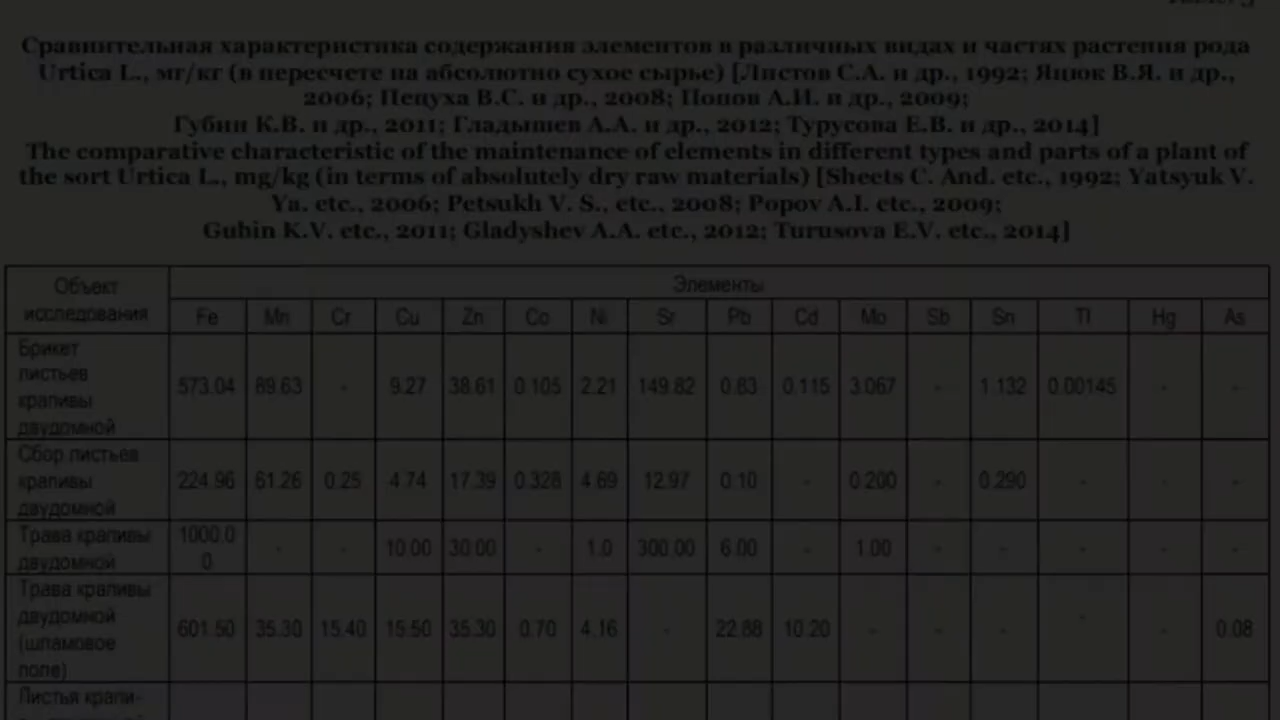 Сравнительная характеристика содержания элементов в различных видах и частях растения рода
Urtica L., мг/кг (в пересчете на абсолютно сухое сырье) [Листов С.А. и др., 1992; Яцюк В.Я. и др.,
2006; Пецуха В.С. и др., 2008; Попов А.И. и др., 2009;
Губин К.В. и др., 2011; Гладышев А.А. и др., 2012; Турусова Е.В. и др., 2014]
The comparative characteristic of the maintenance of elements in different types and parts of a plant of
the sort Urtica L., mg/kg (in terms of absolutely dry raw materials) [Sheets C. And. etc., 1992; Yatsyuk V.
Ya. etc., 2006; Petsukh V. S., etc., 2008; Popov A.I. etc., 2009;
Gubin K.V. etc., 2011; Gladyshev A.A. etc., 2012; Turusova E.V. etc., 2014]
Объект
исследования
Элементы
Fe Mn Cr Cu Zn Co Ni Sr Pb Cd Mo Sb Sn Tl Hg As
Брикет
листьев
крапивы
двудомной
573.04 89.63 - 9.27 38.61 0.105 2.21 149.82 0.83 0.115 3.067 - 1.132 0.00145 - -
Сбор листьев
крапивы
двудомной
224.96 61.26 0.25 4.74 17.39 0.328 4.69 12.97 0.10 - 0.200 - 0.290 - - -
Трава крапивы
двудомной
1000.0
0 - - 10.00 30.00 - 1.0 300.00 6.00 - 1.00 - - - - -
Трава крапивы
двудомной
(шламовое
поле)
601.50 35.30 15.40 15.50 35.30 0.70 4.16 - 22.88 10.20 - - - - - 0.08
Листья крапи-